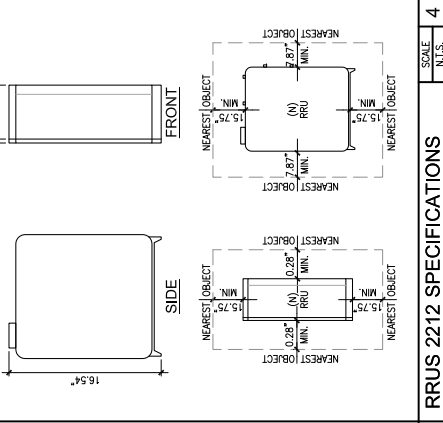 FRONT
NEAREST OBJECT
7.87"
MIN.
NEAREST OBJECT
15.75"
MIN.
(N)
RRU
NEAREST OBJECT
15.75"
MIN.
7.87"
MIN.
NEAREST OBJECT
16.54"
SIDE
NEAREST OBJECT
0.28"
MIN.
NEAREST OBJECT
15.75"
MIN.
(N)
RRU
NEAREST OBJECT
15.75"
MIN.
0.28"
MIN.
NEAREST OBJECT
RRUS 2212 SPECIFICATIONS
SCALE
N.T.S.
4